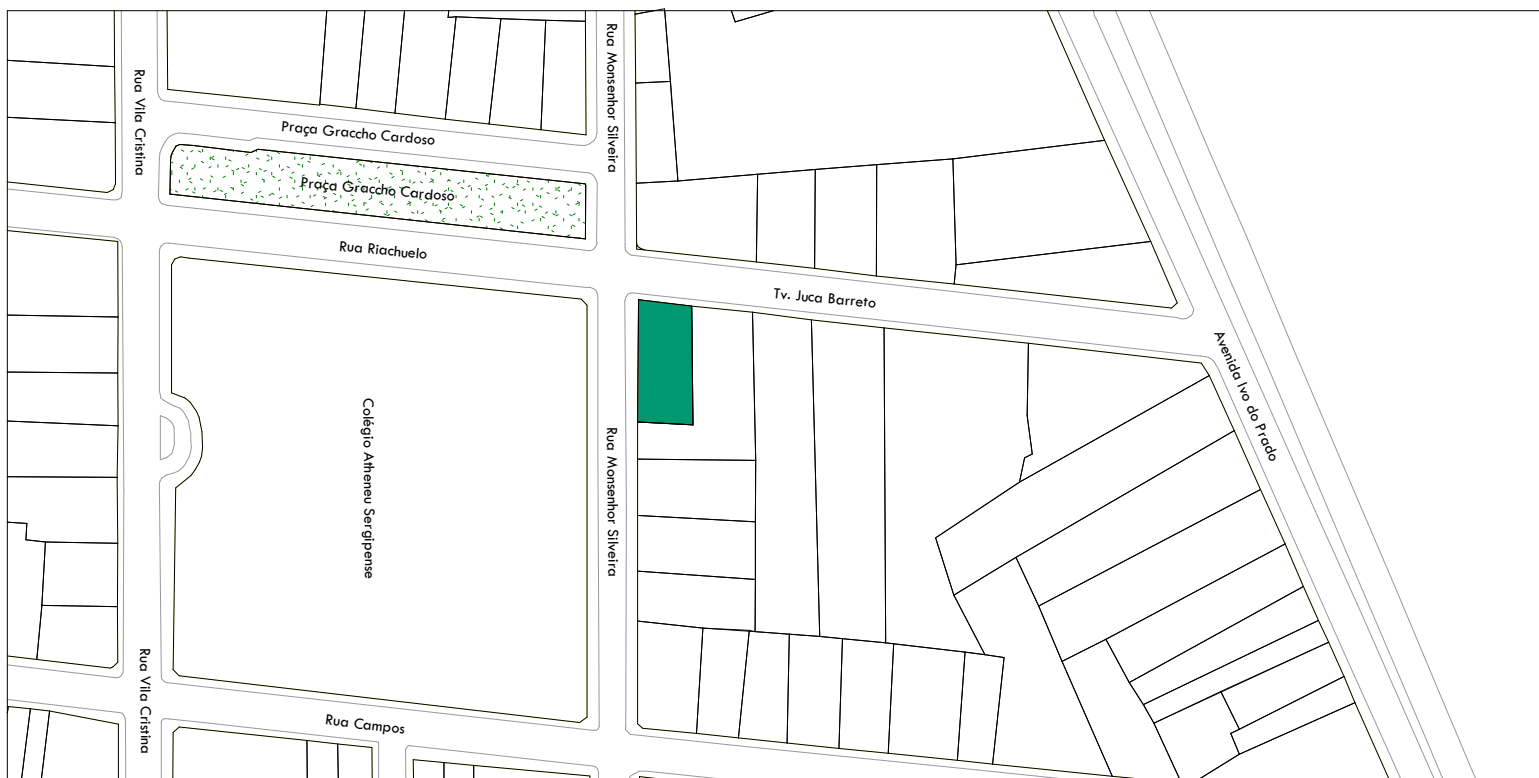 Rua Vila Cristina
Rua Monsenhor Silveira
Praça Graccho Cardoso
Praça Graccho Cardoso
Rua Riachuelo
Tv. Juca Barreto
Avenida Ivo do Prado
Colégio Atheneu Sergipense
Rua Monsenhor Silveira
Rua Vila Cristina
Rua Campos